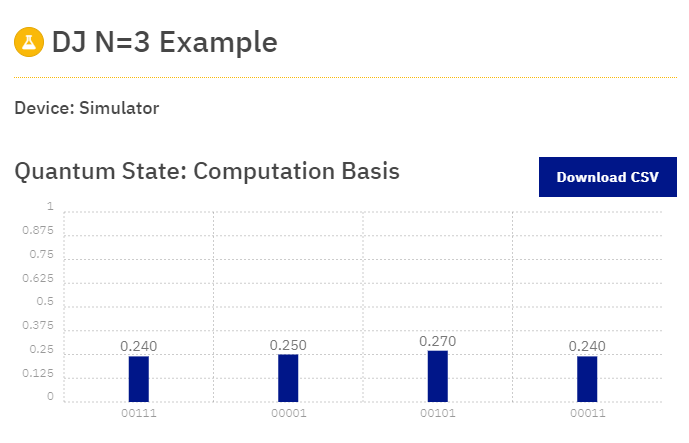 DJ N=3 Example
Device: Simulator
Quantum State: Computation Basis
Download CSV
1
0.875
0.75
0.625
0.5
0.375
0.25
0.125
0
0.240 0.250 0.270 0.240
00111 00001 00101 00011